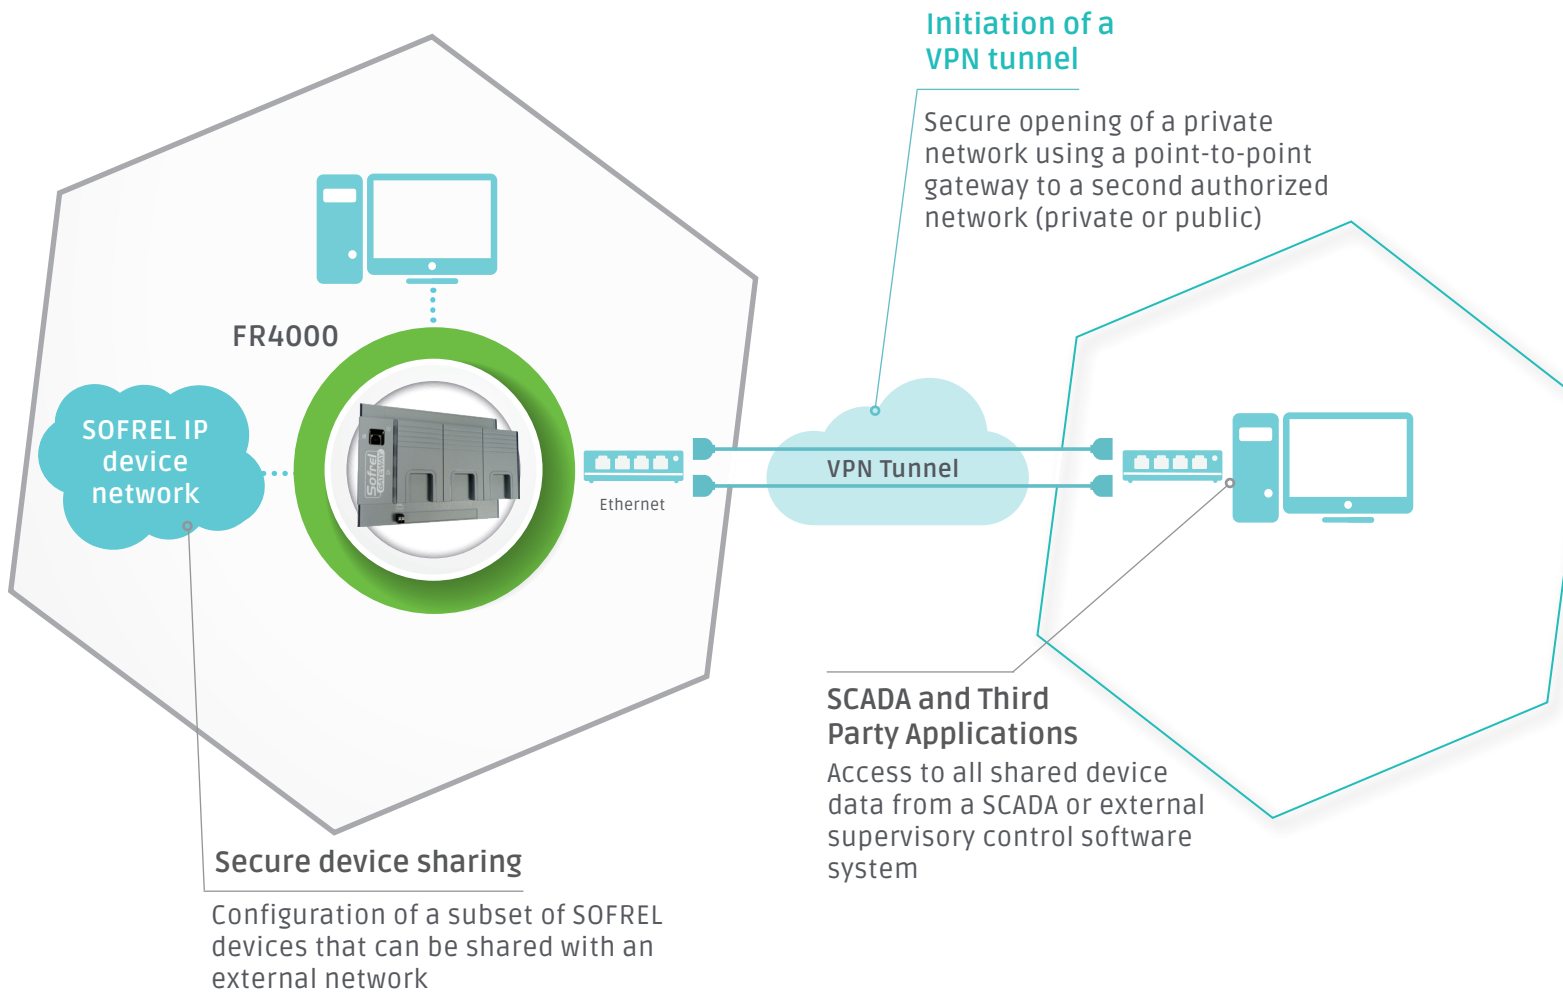 Initiation of a
VPN tunnel
Secure opening of a private
network using a point-to-point
gateway to a second authorized
network (private or public)
FR4000
SOFREL IP
device
network
Sofrel
GATEWAY
Ethernet
VPN Tunnel
SCADA and Third
Party Applications
Access to all shared device
data from a SCADA or external
supervisory control software
system
Secure device sharing
Configuration of a subset of SOFREL
devices that can be shared with an
external network